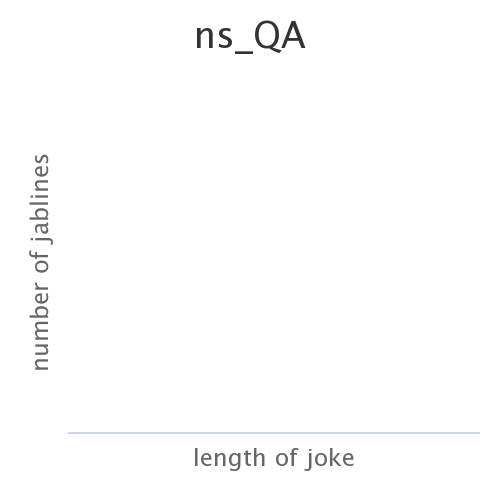 ns_QA
number of jablines
length of joke